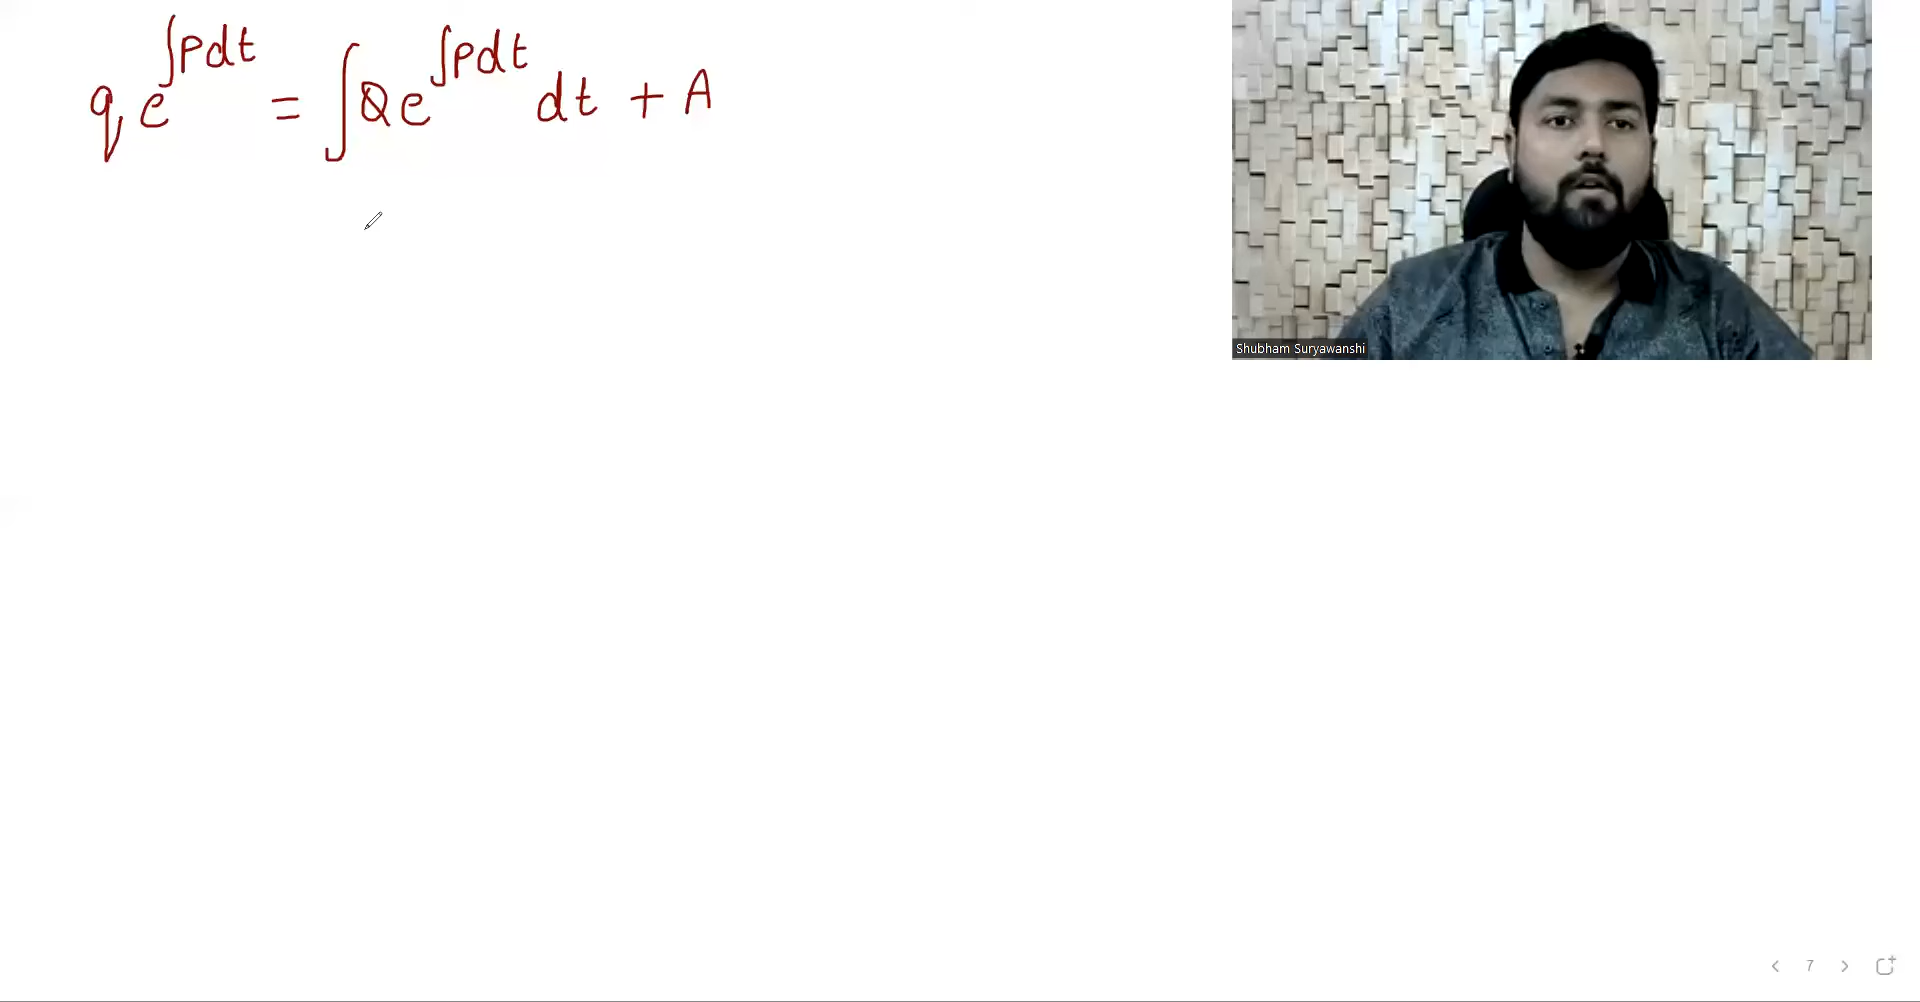 q e^{∫Pdt} = ∫Q e^{∫Pdt} dt + A
Shubham Suryawanshi
7